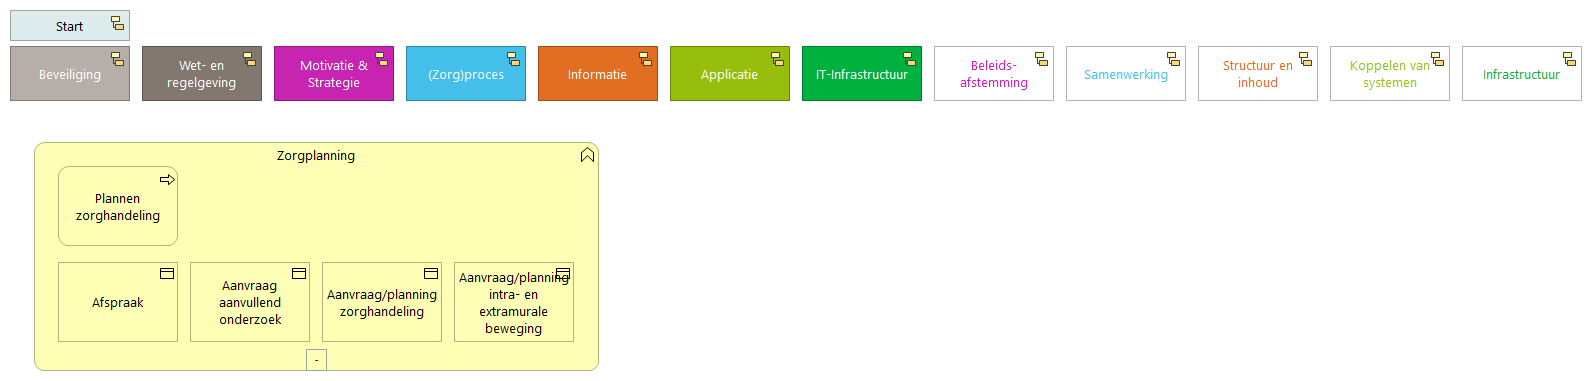 Start
Beveiliging
Wet- en
regelgeving
Motivatie &
Strategie
(Zorg)proces
Informatie
Applicatie
IT-Infrastructuur
Beleids-
afstemming
Samenwerking
Structuur en
inhoud
Koppelen van
systemen
Infrastructuur
Zorgplanning
Plannen
zorghandeling
Afspraak
Aanvraag
aanvullend
onderzoek
Aanvraag/planning
zorghandeling
Aanvraag/planning
intra- en
extramurale
beweging
-